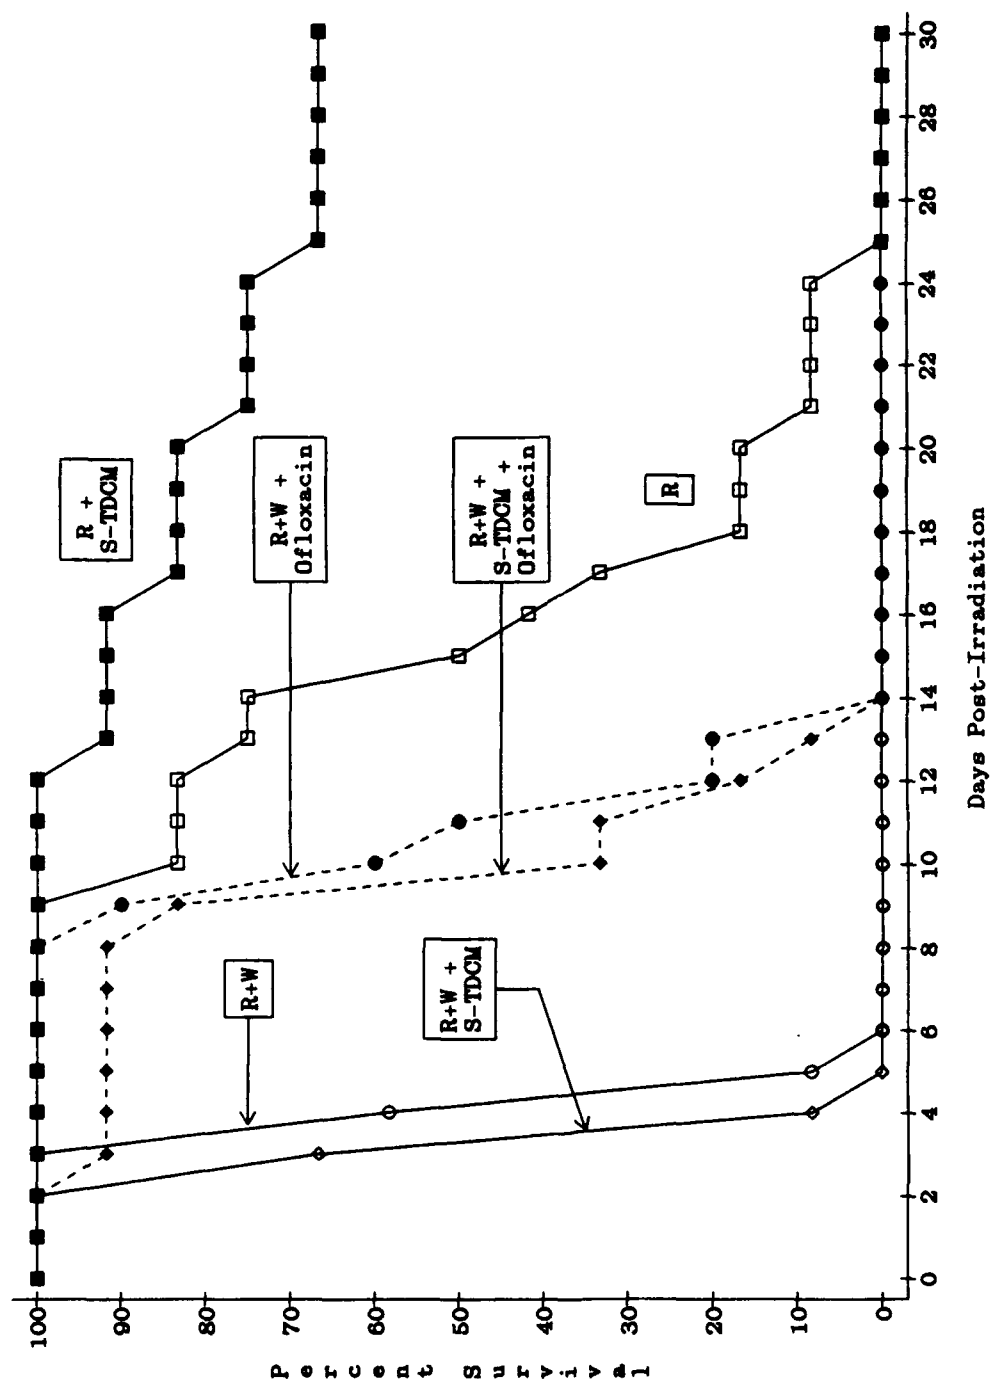 Percent Survival
100
90
80
70
60
50
40
30
20
10
0
R +
S-TDCM
R+W +
Ofloxacin
R+W +
S-TDCM +
Ofloxacin
R
R+W
R+W +
S-TDCM
0 2 4 6 8 10 12 14 16 18 20 22 24 26 28 30
Days Post-Irradiation